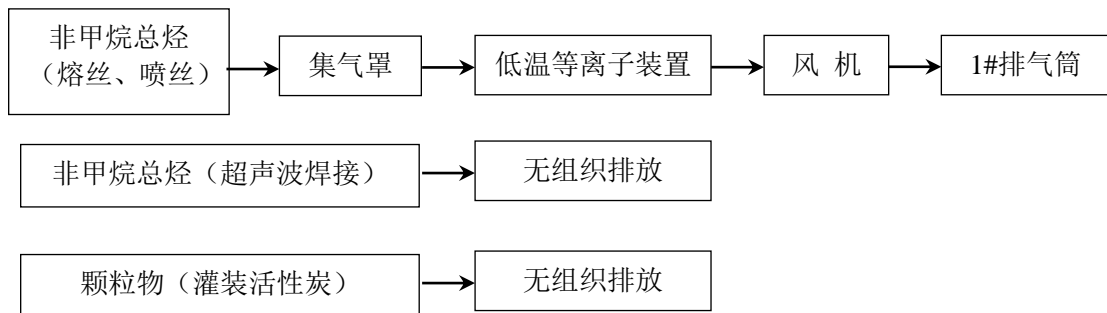 非甲烷总烃
（熔丝、喷丝）
集气罩
低温等离子装置
风 机
1#排气筒
非甲烷总烃（超声波焊接）
无组织排放
颗粒物（灌装活性炭）
无组织排放